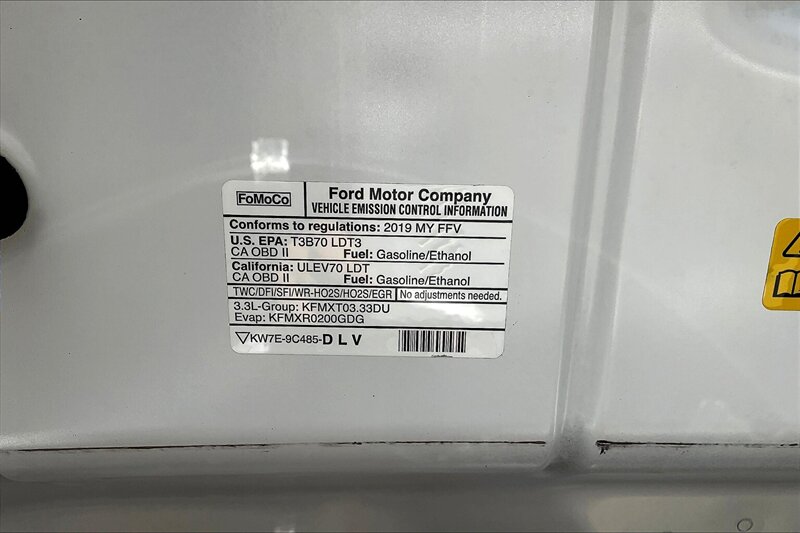 FoMoCo
Ford Motor Company
VEHICLE EMISSION CONTROL INFORMATION
Conforms to regulations: 2019 MY FFV
U.S. EPA: T3B70 LDT3
CA OBD II Fuel: Gasoline/Ethanol
California: ULEV70 LDT
CA OBD II Fuel: Gasoline/Ethanol
TWC/DFI/SFI/WR-HO2S/HO2S/EGR No adjustments needed.
3.3L-Group: KFMXT03.33DU
Evap: KFMXR0200GDG
KW7E-9C485-D L V